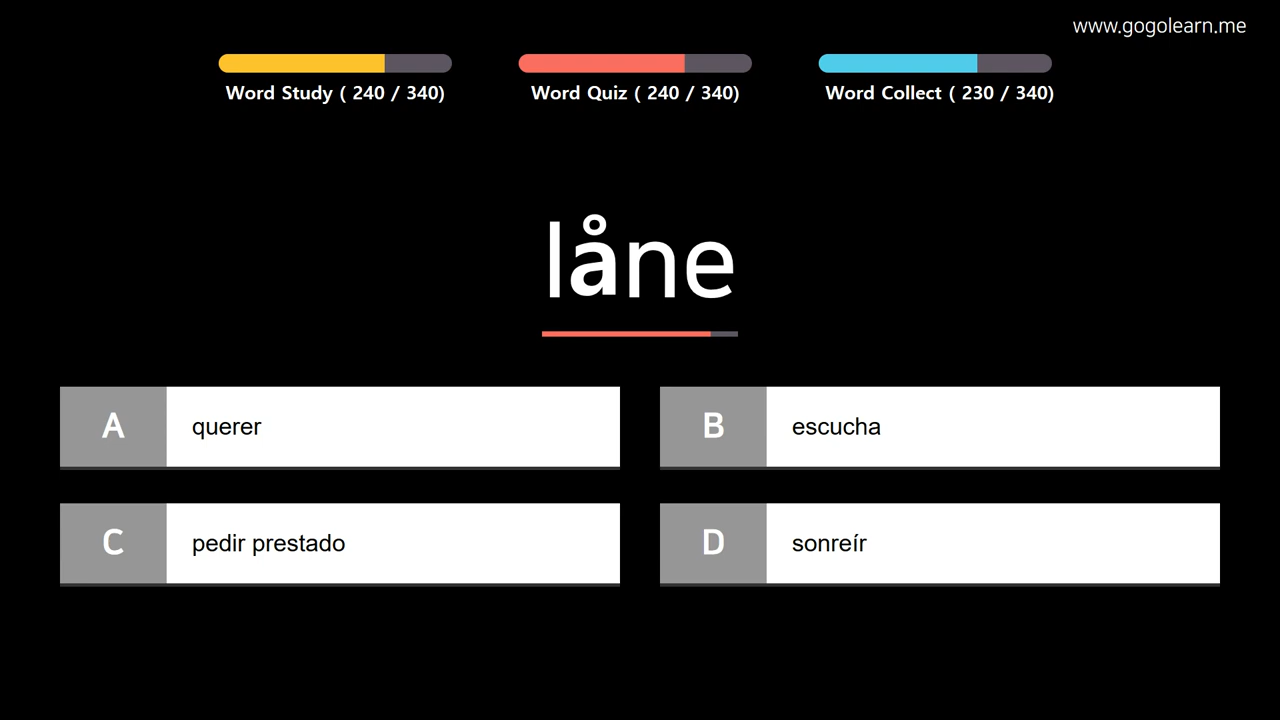 www.gogolearn.me
Word Study ( 240 / 340)
Word Quiz ( 240 / 340)
Word Collect ( 230 / 340)
låne
A querer
B escucha
C pedir prestado
D sonreír